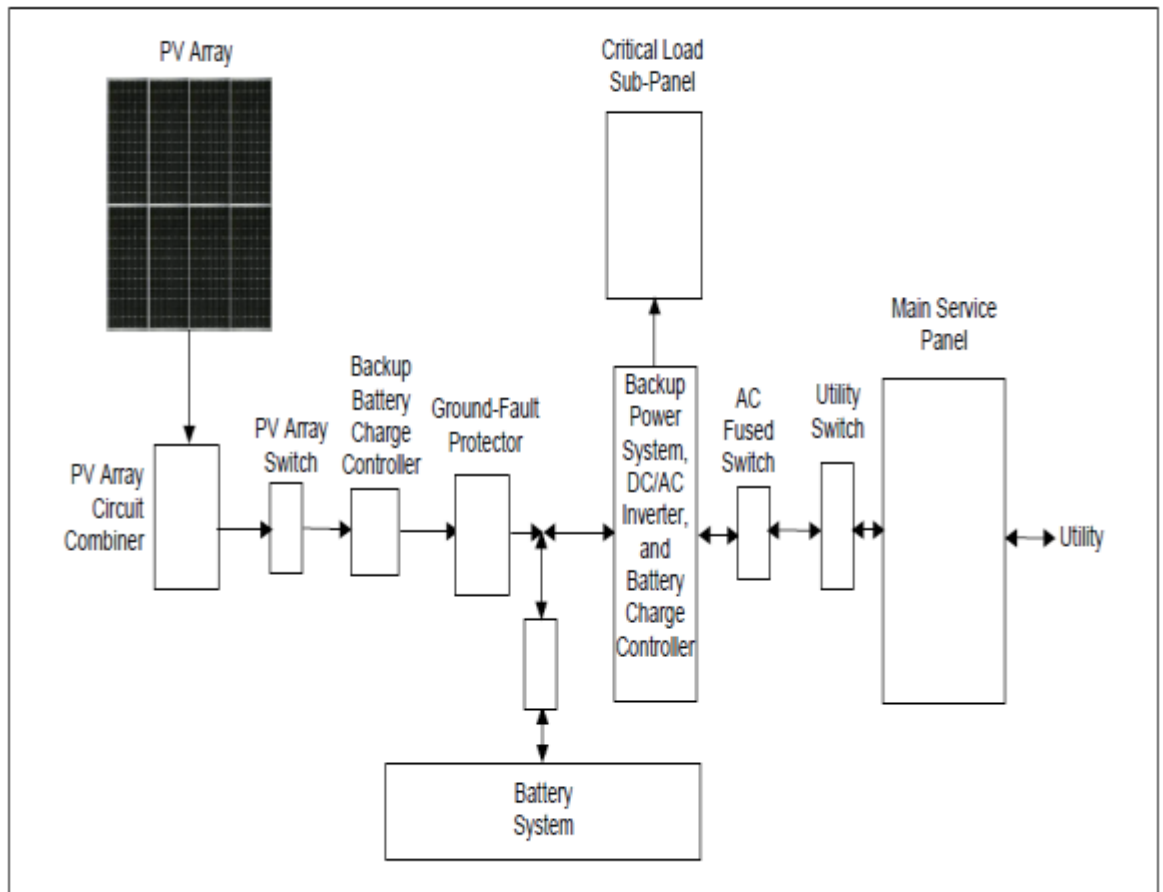 PV Array
Critical Load
Sub-Panel
Main Service
Panel
Backup
Battery
Charge
Controller
Ground-Fault
Protector
PV Array
Switch
PV Array
Circuit
Combiner
Backup
Power
System,
DC/AC
Inverter,
and
Battery
Charge
Controller
AC
Fused
Switch
Utility
Switch
Utility
Battery
System